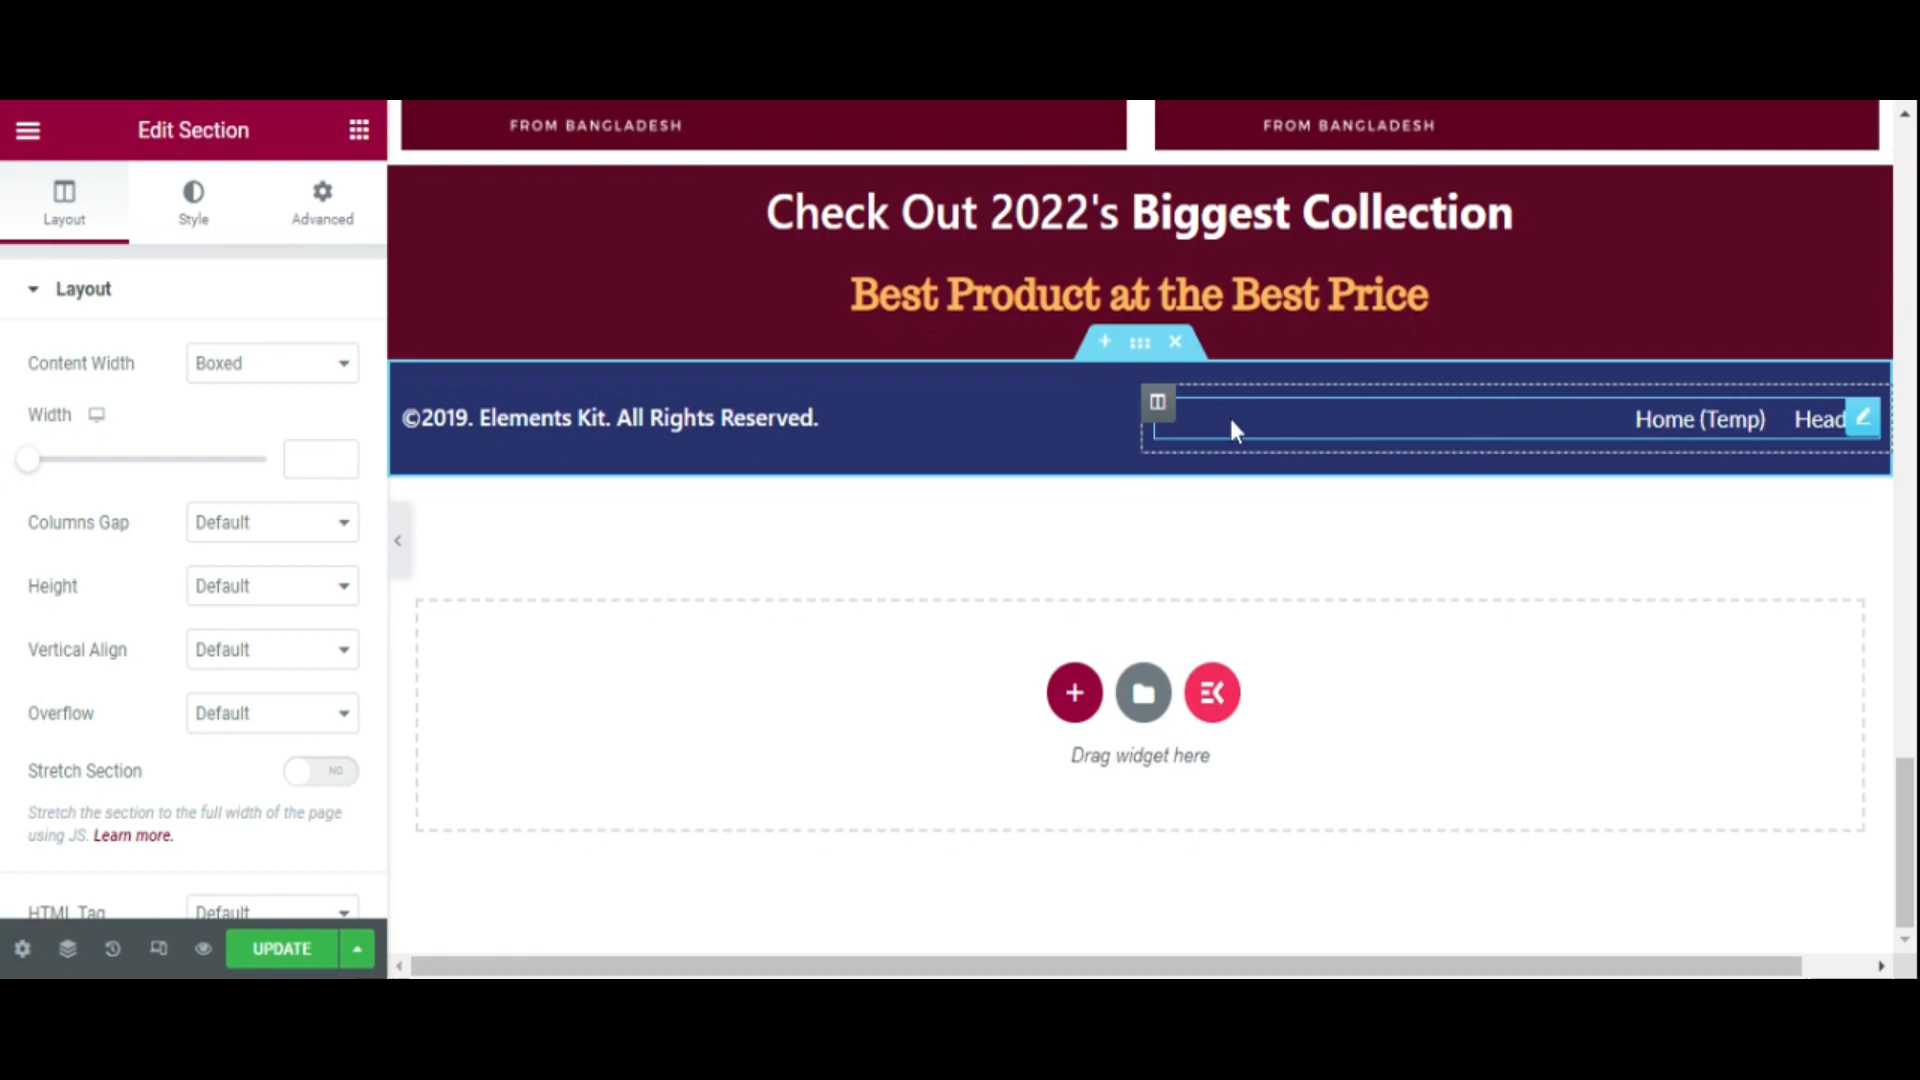 Edit Section
Layout
Style
Advanced
Layout
Content Width
Boxed
Width
Columns Gap
Default
Height
Default
Vertical Align
Default
Overflow
Default
Stretch Section
NO
Stretch the section to the full width of the page
using JS. Learn more.
HTML Tag
Default
UPDATE
FROM BANGLADESH
FROM BANGLADESH
Check Out 2022's Biggest Collection
Best Product at the Best Price
©2019. Elements Kit. All Rights Reserved.
Home (Temp)
Head
Drag widget here